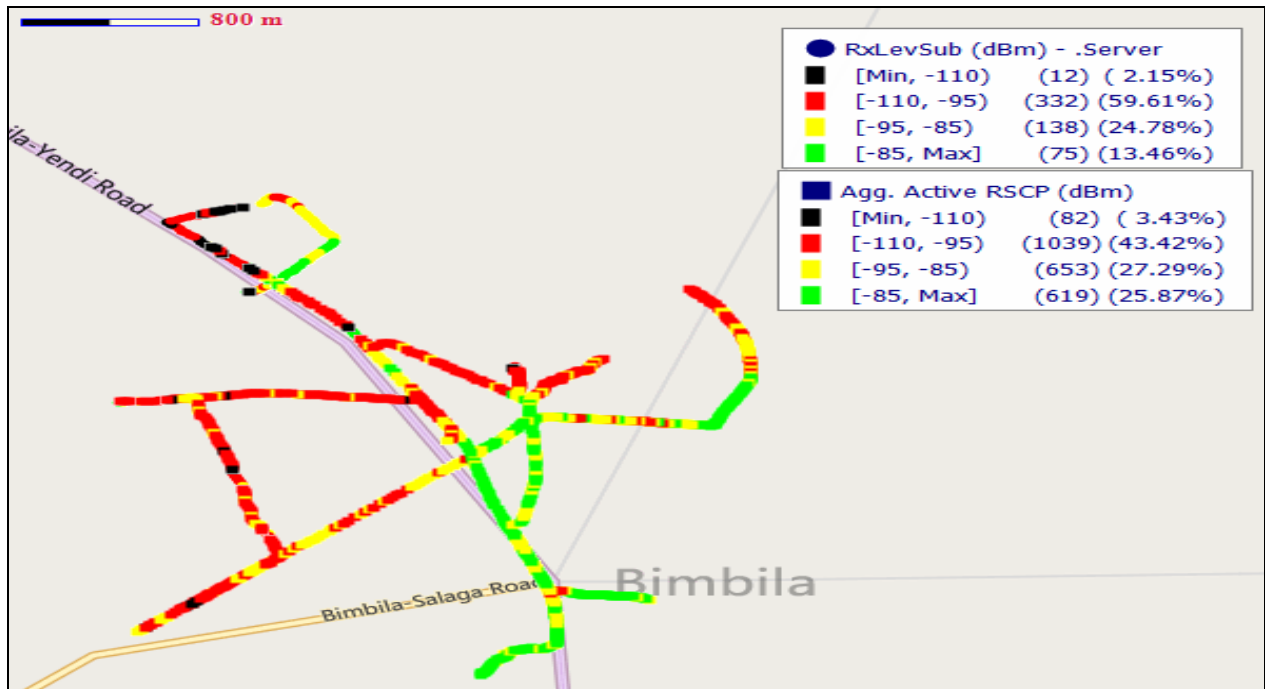 800 m
RxLevSub (dBm) - .Server
[Min, -110) (12) ( 2.15%)
[-110, -95) (332) (59.61%)
[-95, -85) (138) (24.78%)
[-85, Max] (75) (13.46%)
Agg. Active RSCP (dBm)
[Min, -110) (82) ( 3.43%)
[-110, -95) (1039) (43.42%)
[-95, -85) (653) (27.29%)
[-85, Max] (619) (25.87%)
ila-Yendi Road
Bimbila
Bimbila-Salaga Road